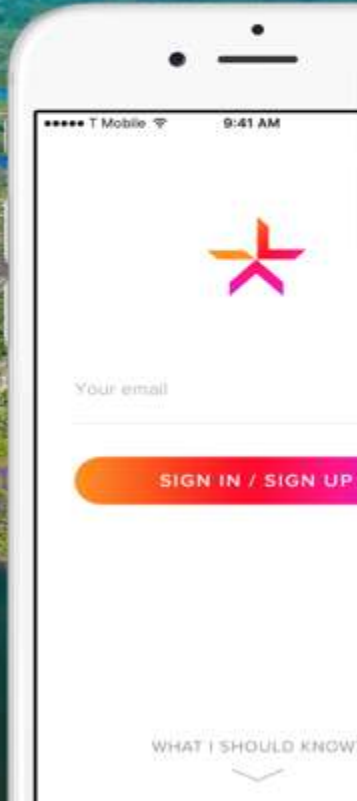 T Mobile 9:41 AM
Your email
SIGN IN / SIGN UP
WHAT I SHOULD KNOW